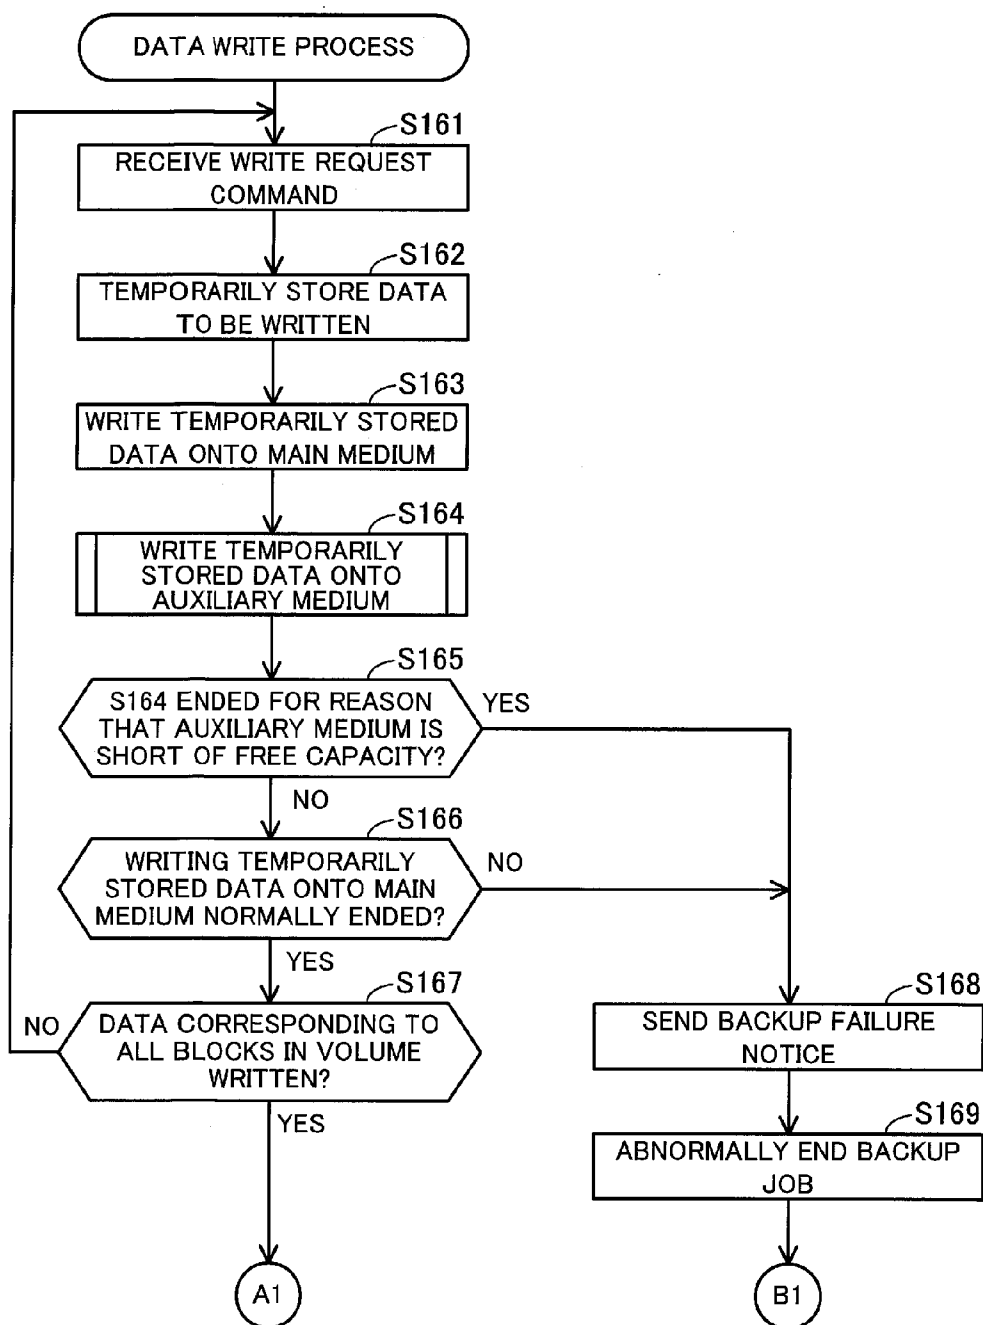 DATA WRITE PROCESS
S161
RECEIVE WRITE REQUEST
COMMAND
S162
TEMPORARILY STORE DATA
TO BE WRITTEN
S163
WRITE TEMPORARILY STORED
DATA ONTO MAIN MEDIUM
S164
WRITE TEMPORARILY
STORED DATA ONTO
AUXILIARY MEDIUM
S165
S164 ENDED FOR REASON
THAT AUXILIARY MEDIUM IS
SHORT OF FREE CAPACITY?
YES
NO
S166
WRITING TEMPORARILY
STORED DATA ONTO MAIN
MEDIUM NORMALLY ENDED?
NO
YES
S167
NO
DATA CORRESPONDING TO
ALL BLOCKS IN VOLUME
WRITTEN?
YES
S168
SEND BACKUP FAILURE
NOTICE
S169
ABNORMALLY END BACKUP
JOB
A1
B1